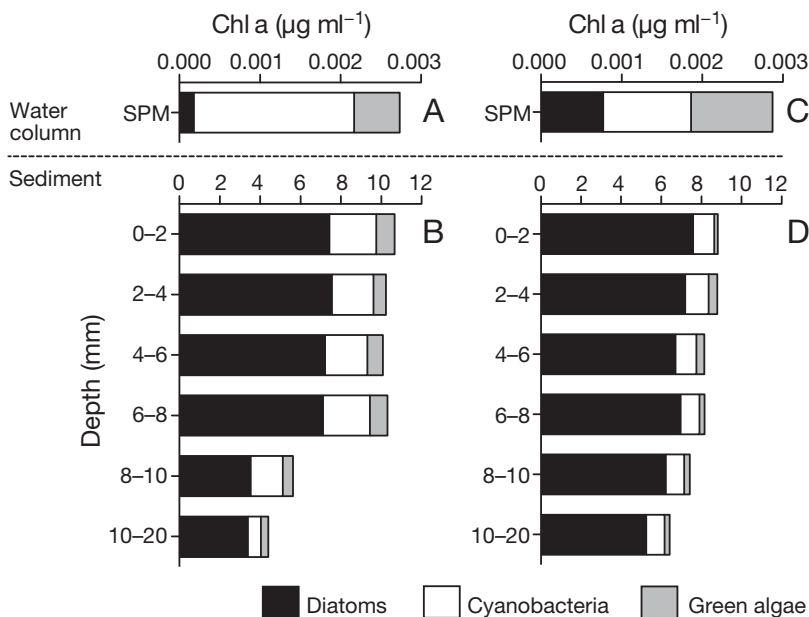 Chl a (µg ml⁻¹) Chl a (µg ml⁻¹)
0.000 0.001 0.002 0.003 0.000 0.001 0.002 0.003
Water column SPM A SPM C
Sediment 0 2 4 6 8 10 12 0 2 4 6 8 10 12
0–2 B 0–2 D
2–4 2–4
4–6 4–6
Depth (mm)
6–8 6–8
8–10 8–10
10–20 10–20
Diatoms Cyanobacteria Green algae